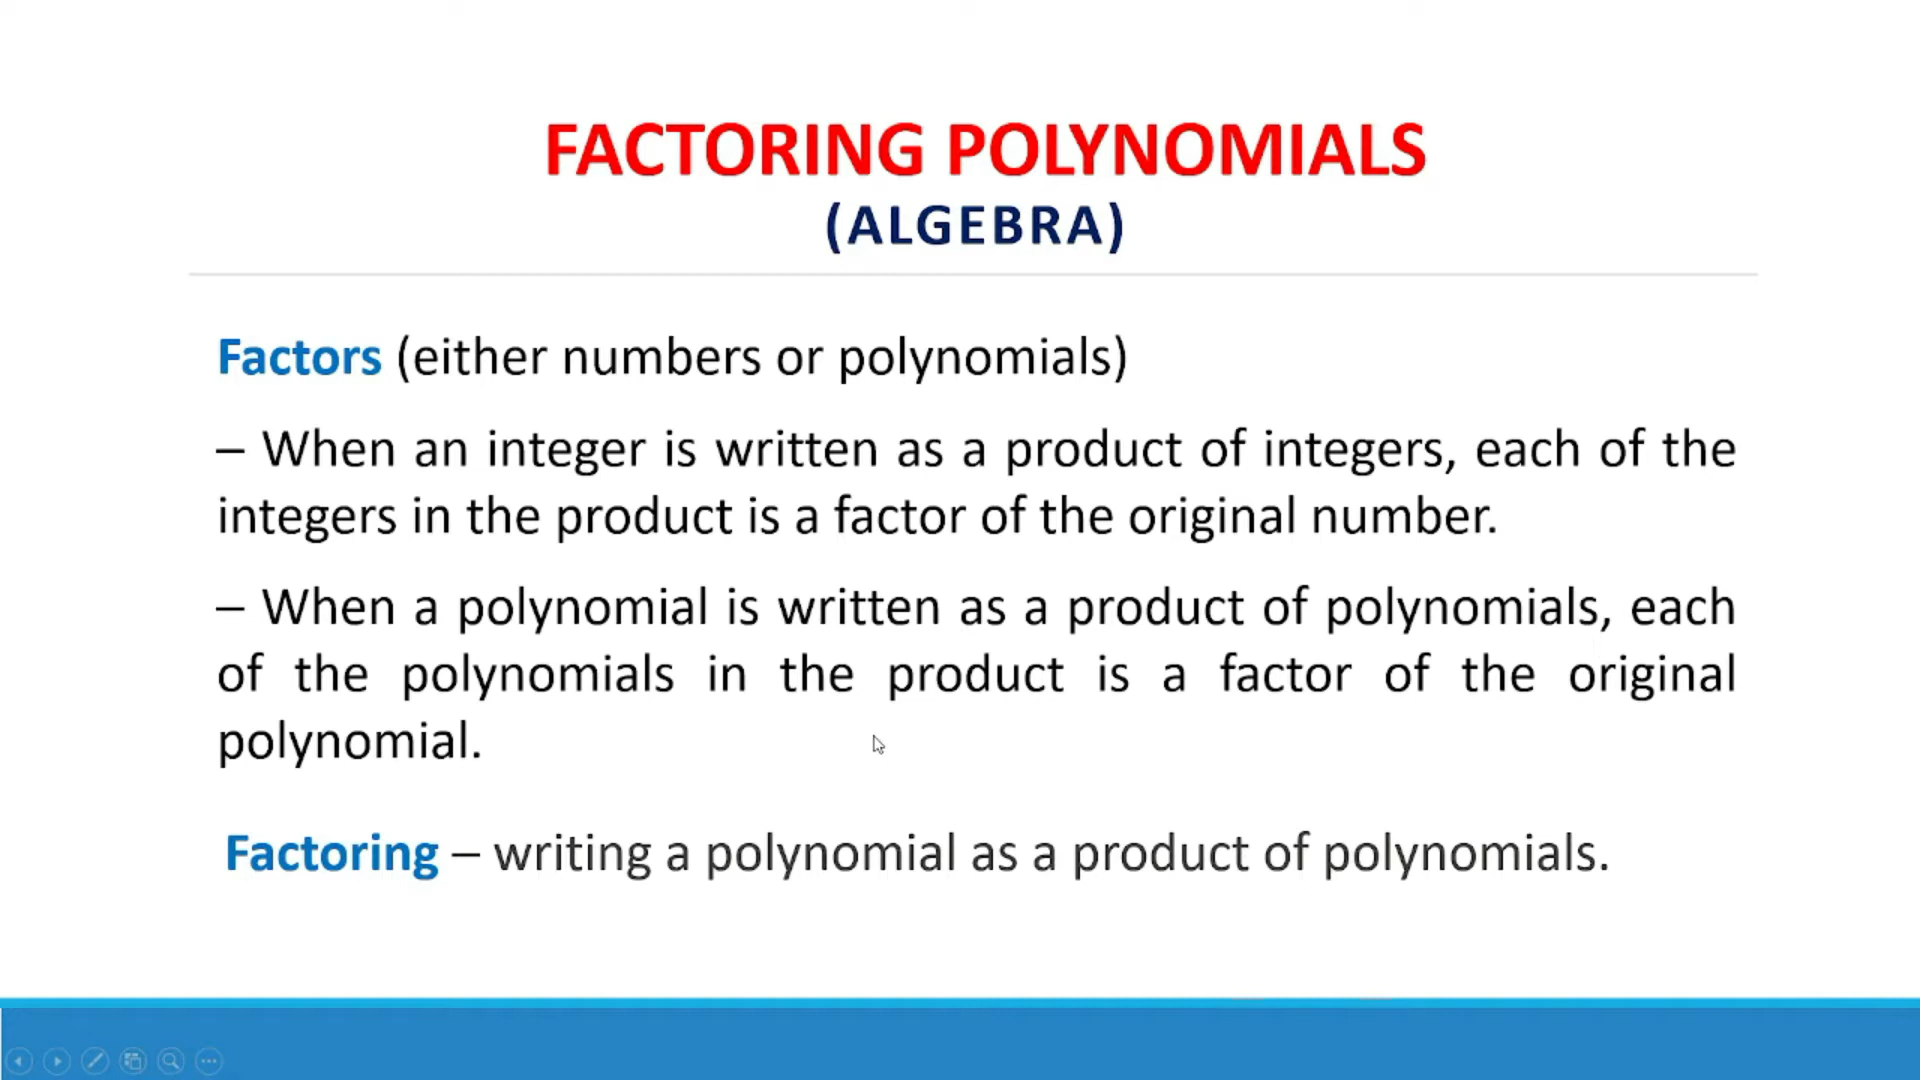 FACTORING POLYNOMIALS
(ALGEBRA)
Factors (either numbers or polynomials)
– When an integer is written as a product of integers, each of the
integers in the product is a factor of the original number.
– When a polynomial is written as a product of polynomials, each
of the polynomials in the product is a factor of the original
polynomial.
Factoring – writing a polynomial as a product of polynomials.